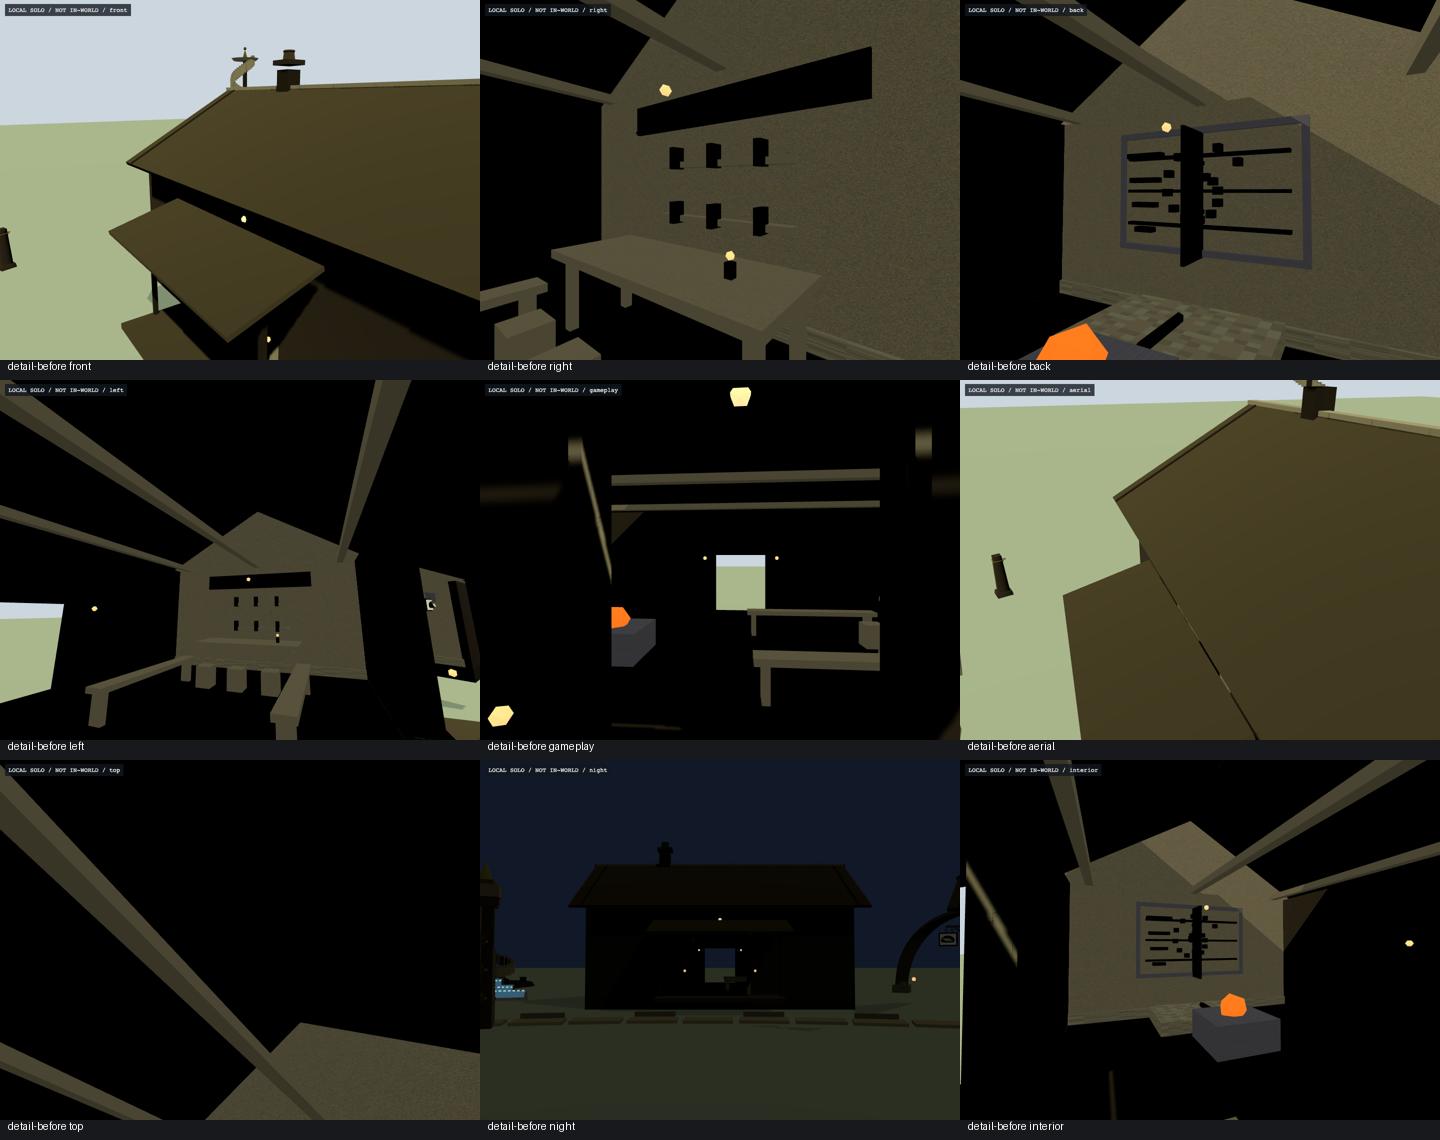 LOCAL SOLO / NOT IN-WORLD / front
LOCAL SOLO / NOT IN-WORLD / right
LOCAL SOLO / NOT IN-WORLD / back
detail-before front
detail-before right
detail-before back
LOCAL SOLO / NOT IN-WORLD / left
LOCAL SOLO / NOT IN-WORLD / gameplay
LOCAL SOLO / NOT IN-WORLD / aerial
detail-before left
detail-before gameplay
detail-before aerial
LOCAL SOLO / NOT IN-WORLD / top
LOCAL SOLO / NOT IN-WORLD / night
LOCAL SOLO / NOT IN-WORLD / interior
detail-before top
detail-before night
detail-before interior